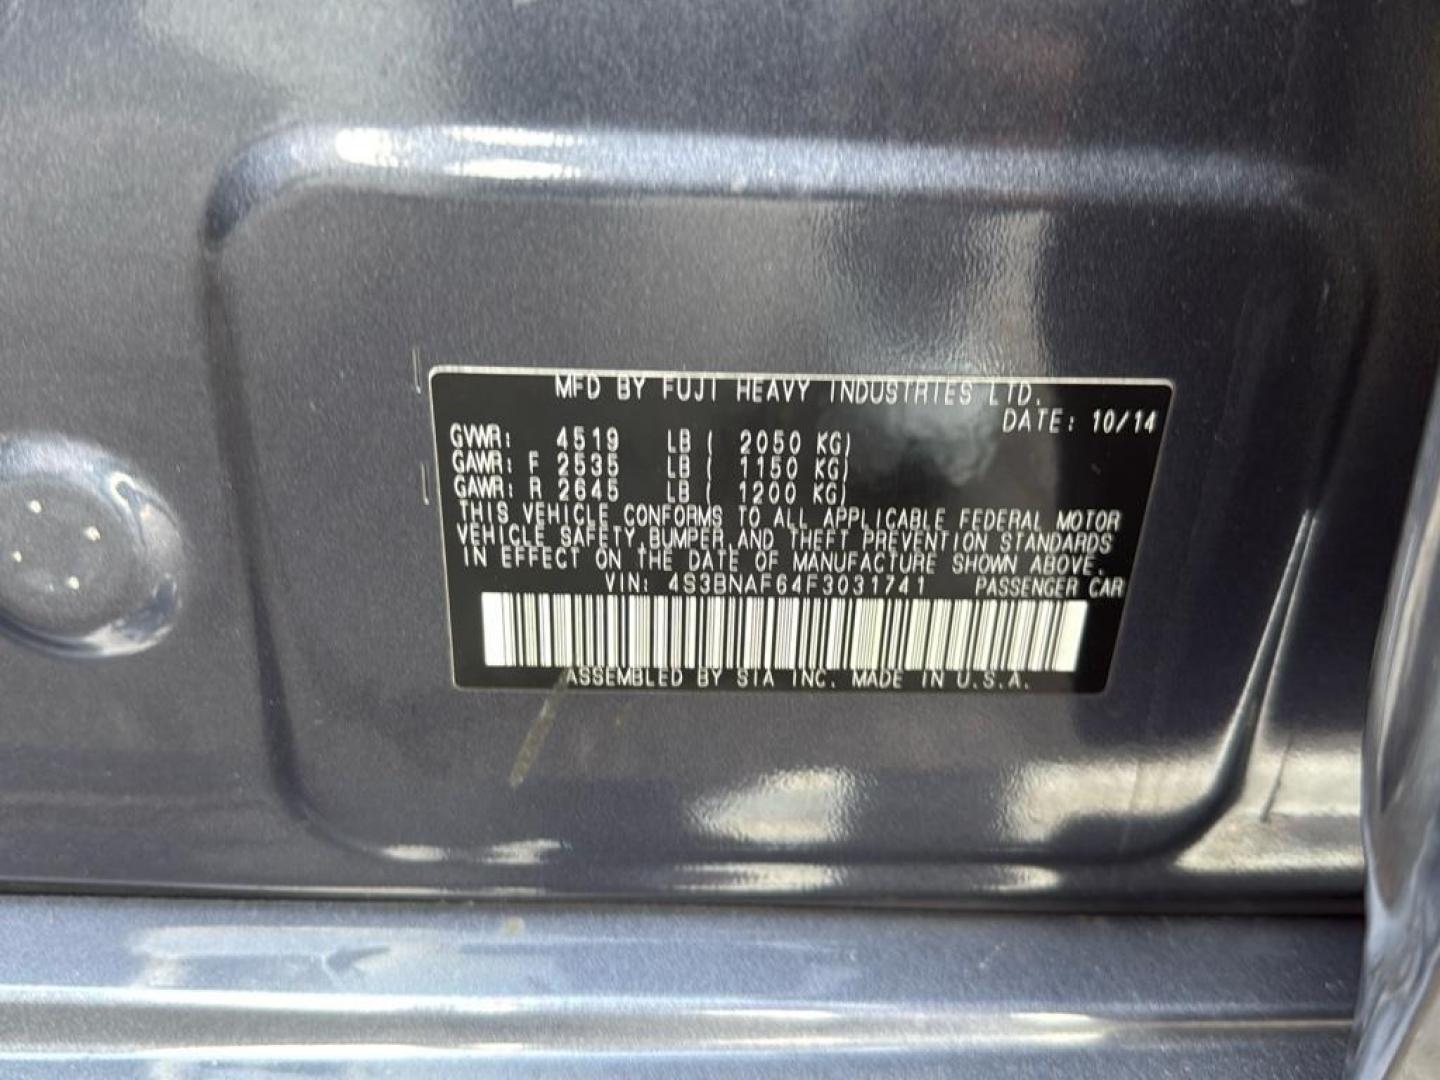 MFD BY FUJI HEAVY INDUSTRIES LTD.
DATE: 10/14
GVWR: 4519 LB ( 2050 KG)
GAWR: F 2535 LB ( 1150 KG)
GAWR: R 2645 LB ( 1200 KG)
THIS VEHICLE CONFORMS TO ALL APPLICABLE FEDERAL MOTOR
VEHICLE SAFETY,BUMPER,AND THEFT PREVENTION STANDARDS
IN EFFECT ON THE DATE OF MANUFACTURE SHOWN ABOVE.
VIN: 4S3BNAF64F3031741 PASSENGER CAR
ASSEMBLED BY SIA INC. MADE IN U.S.A.